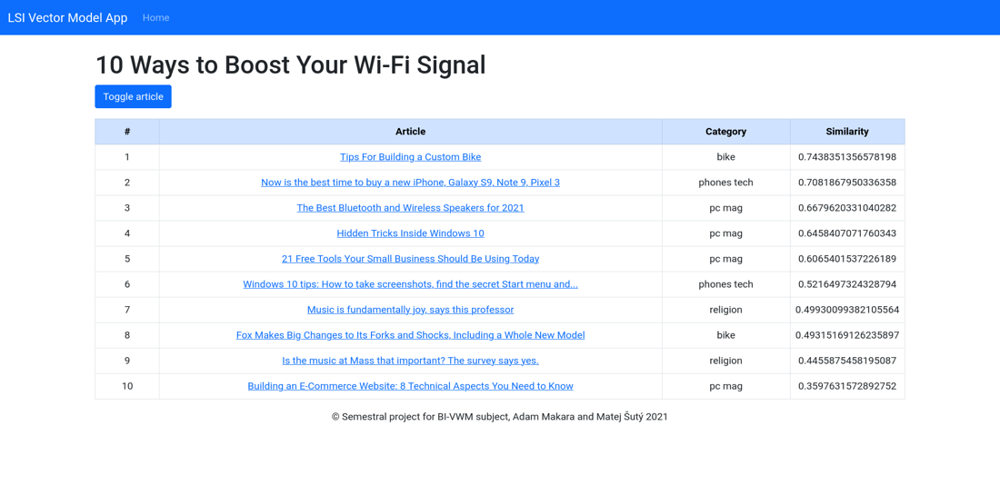 LSI Vector Model App Home
10 Ways to Boost Your Wi-Fi Signal
Toggle article
# Article Category Similarity
1 Tips For Building a Custom Bike bike 0.7438351356578198
2 Now is the best time to buy a new iPhone, Galaxy S9, Note 9, Pixel 3 phones tech 0.7081867950336358
3 The Best Bluetooth and Wireless Speakers for 2021 pc mag 0.6679620331040282
4 Hidden Tricks Inside Windows 10 pc mag 0.6458407071760343
5 21 Free Tools Your Small Business Should Be Using Today pc mag 0.6065401537226189
6 Windows 10 tips: How to take screenshots, find the secret Start menu and... phones tech 0.5216497324328794
7 Music is fundamentally joy, says this professor religion 0.49930099382105564
8 Fox Makes Big Changes to Its Forks and Shocks, Including a Whole New Model bike 0.49315169126235897
9 Is the music at Mass that important? The survey says yes. religion 0.4455875458195087
10 Building an E-Commerce Website: 8 Technical Aspects You Need to Know pc mag 0.3597631572892752
© Semestral project for BI-VWM subject, Adam Makara and Matej Šutý 2021